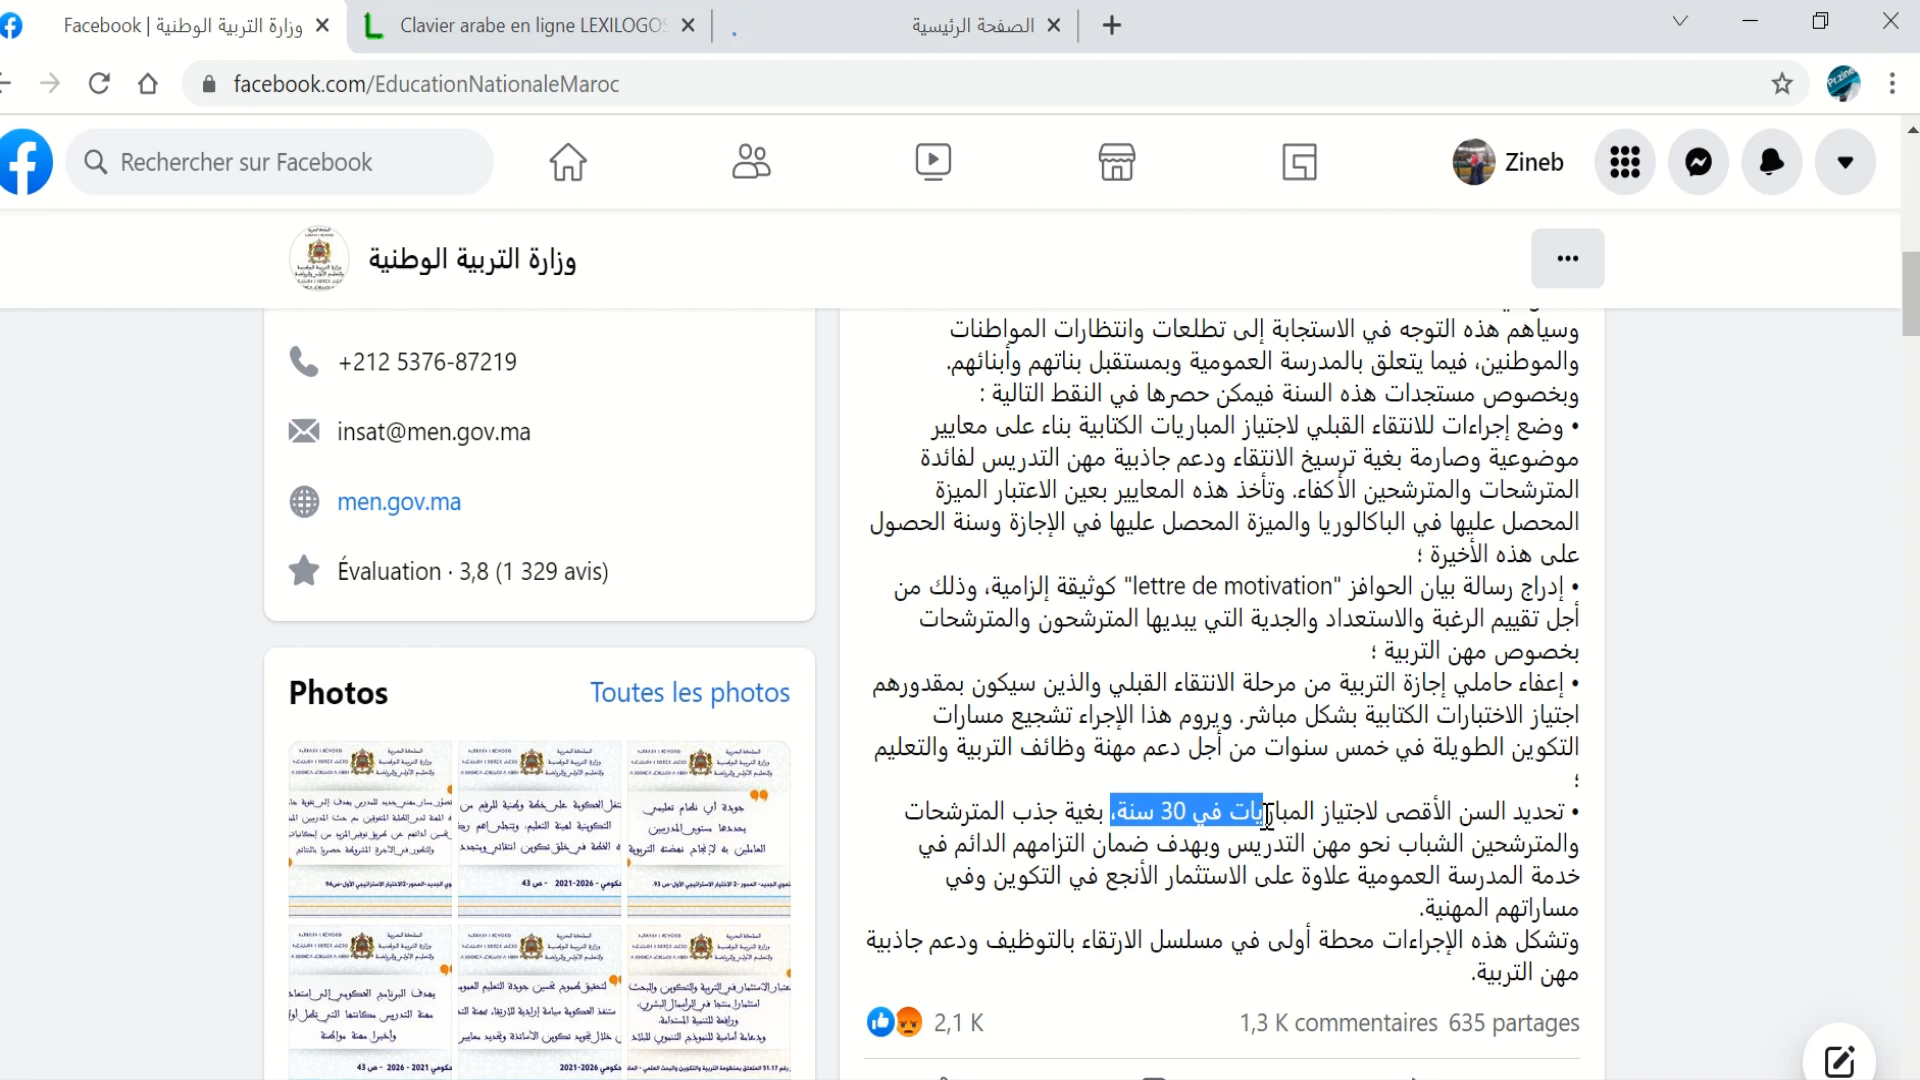 Facebook | وزارة التربية الوطنية
Clavier arabe en ligne LEXILOGOS
الصفحة الرئيسية
facebook.com/EducationNationaleMaroc
Rechercher sur Facebook
Zineb
وزارة التربية الوطنية
+212 5376-87219
insat@men.gov.ma
men.gov.ma
Évaluation · 3,8 (1 329 avis)
Photos
Toutes les photos
جودة أي نظام تعليمي
يحددها مستوى المدرسين
وسياهم هذه التوجه في الاستجابة إلى تطلعات وانتظارات المواطنات
والموطنين، فيما يتعلق بالمدرسة العمومية وبمستقبل بناتهم وأبنائهم.
وبخصوص مستجدات هذه السنة فيمكن حصرها في النقط التالية :
• وضع إجراءات للانتقاء القبلي لاجتياز المباريات الكتابية بناء على معايير
موضوعية وصارمة بغية ترسيخ الانتقاء ودعم جاذبية مهن التدريس لفائدة
المترشحات والمترشحين الأكفاء. وتأخذ هذه المعايير بعين الاعتبار الميزة
المحصل عليها في الباكالوريا والميزة المحصل عليها في الإجازة وسنة الحصول
على هذه الأخيرة ؛
• إدراج رسالة بيان الحوافز "lettre de motivation" كوثيقة إلزامية، وذلك من
أجل تقييم الرغبة والاستعداد والجدية التي يبديها المترشحون والمترشحات
بخصوص مهن التربية ؛
• إعفاء حاملي إجازة التربية من مرحلة الانتقاء القبلي والذين سيكون بمقدورهم
اجتياز الاختبارات الكتابية بشكل مباشر. ويروم هذا الإجراء تشجيع مسارات
التكوين الطويلة في خمس سنوات من أجل دعم مهنة وظائف التربية والتعليم
؛
• تحديد السن الأقصى لاجتياز المباريات في 30 سنة، بغية جذب المترشحات
والمترشحين الشباب نحو مهن التدريس وبهدف ضمان التزامهم الدائم في
خدمة المدرسة العمومية علاوة على الاستثمار الأنجع في التكوين وفي
مساراتهم المهنية.
وتشكل هذه الإجراءات محطة أولى في مسلسل الارتقاء بالتوظيف ودعم جاذبية
مهن التربية.
2,1 K
1,3 K commentaires 635 partages